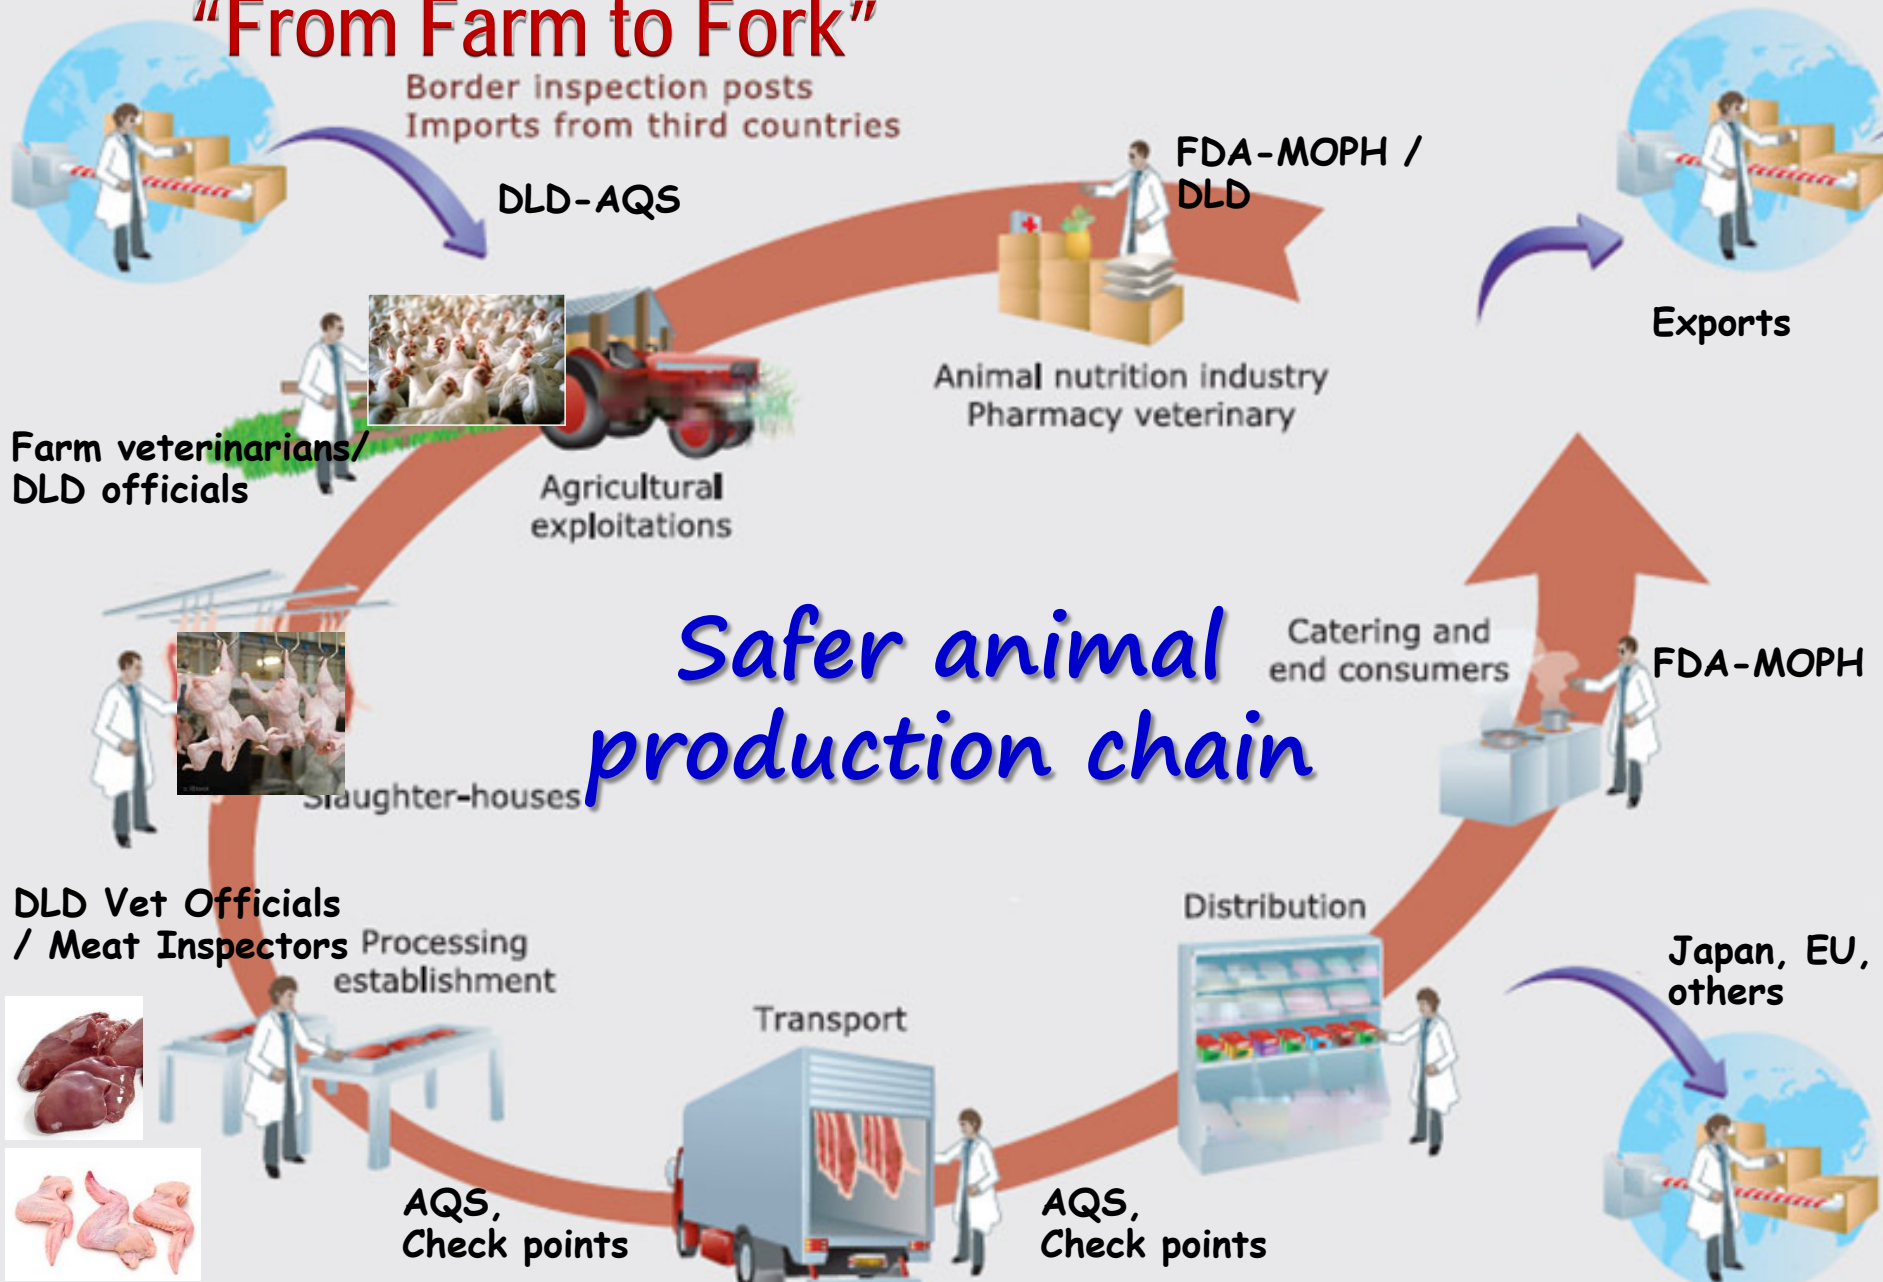 “From Farm to Fork”
Border inspection posts
Imports from third countries
DLD-AQS
FDA-MOPH /
DLD
Exports
Animal nutrition industry
Pharmacy veterinary
Farm veterinarians/
DLD officials
Agricultural
exploitations
Safer animal
production chain
Catering and
end consumers
FDA-MOPH
Slaughter-houses
DLD Vet Officials
/ Meat Inspectors
Processing
establishment
Distribution
Japan, EU,
others
Transport
AQS,
Check points
AQS,
Check points